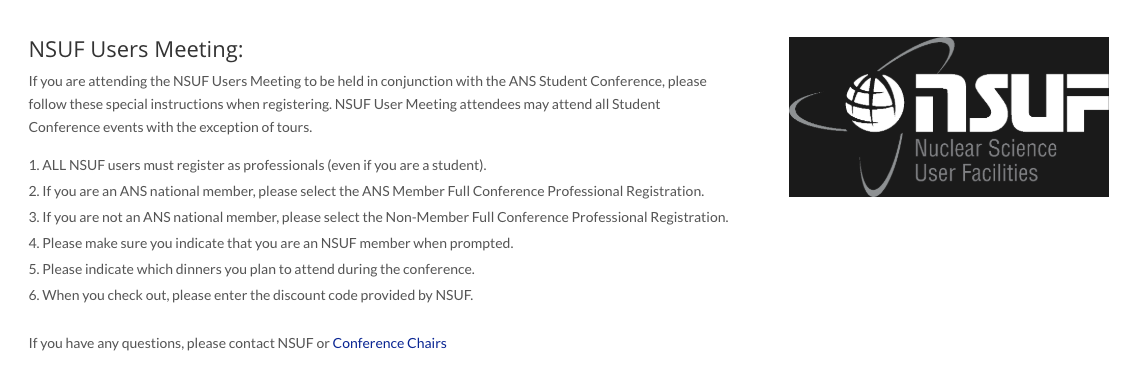 NSUF Users Meeting:
If you are attending the NSUF Users Meeting to be held in conjunction with the ANS Student Conference, please
follow these special instructions when registering. NSUF User Meeting attendees may attend all Student
Conference events with the exception of tours.
1. ALL NSUF users must register as professionals (even if you are a student).
2. If you are an ANS national member, please select the ANS Member Full Conference Professional Registration.
3. If you are not an ANS national member, please select the Non-Member Full Conference Professional Registration.
4. Please make sure you indicate that you are an NSUF member when prompted.
5. Please indicate which dinners you plan to attend during the conference.
6. When you check out, please enter the discount code provided by NSUF.
If you have any questions, please contact NSUF or Conference Chairs
nsuf
Nuclear Science
User Facilities